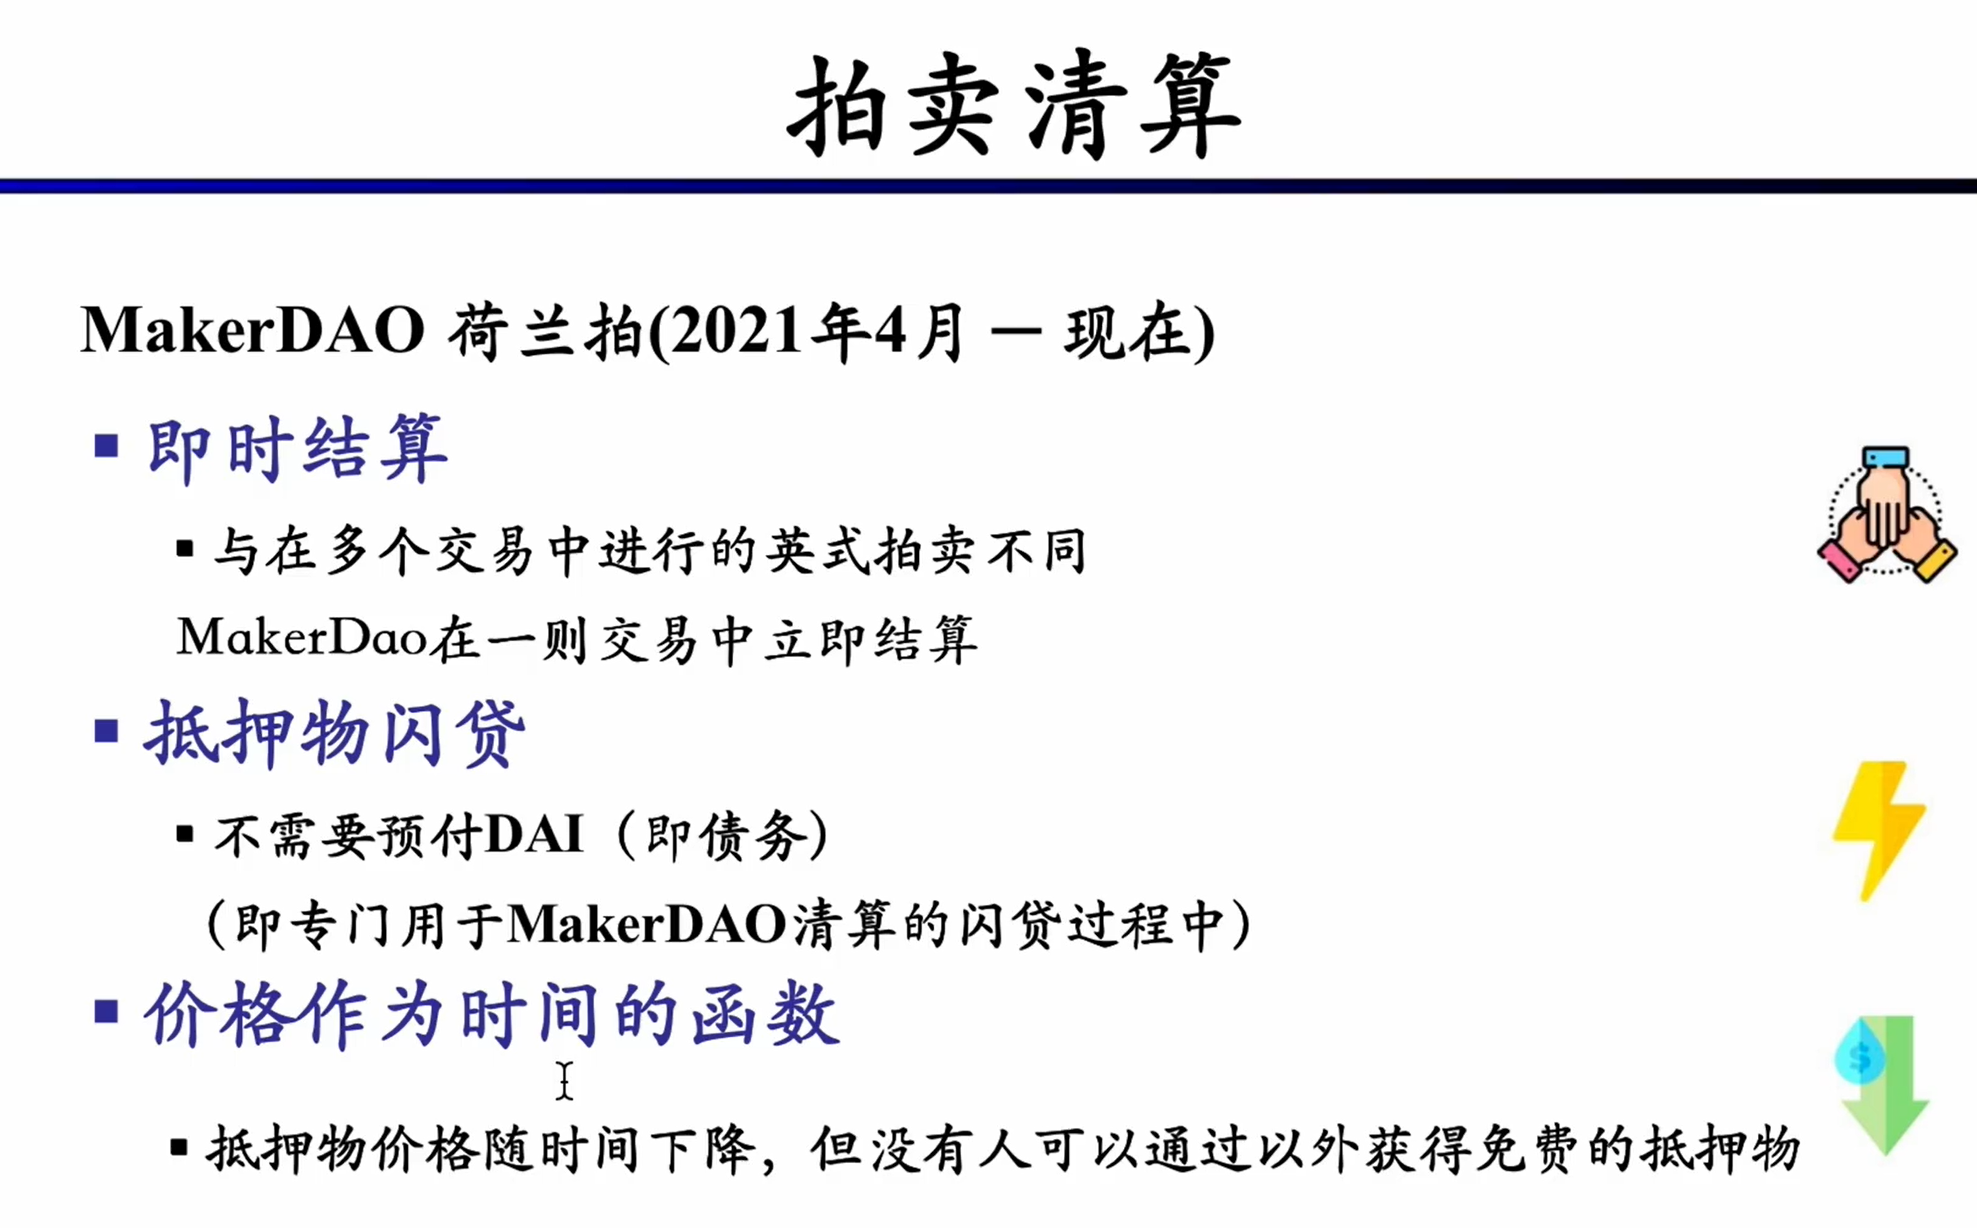 拍卖清算
MakerDAO 荷兰拍(2021年4月 － 现在)
即时结算
与在多个交易中进行的英式拍卖不同
MakerDao在一则交易中立即结算
抵押物闪贷
不需要预付DAI（即债务）
（即专门用于MakerDAO清算的闪贷过程中）
价格作为时间的函数
抵押物价格随时间下降，但没有人可以通过以外获得免费的抵押物
$